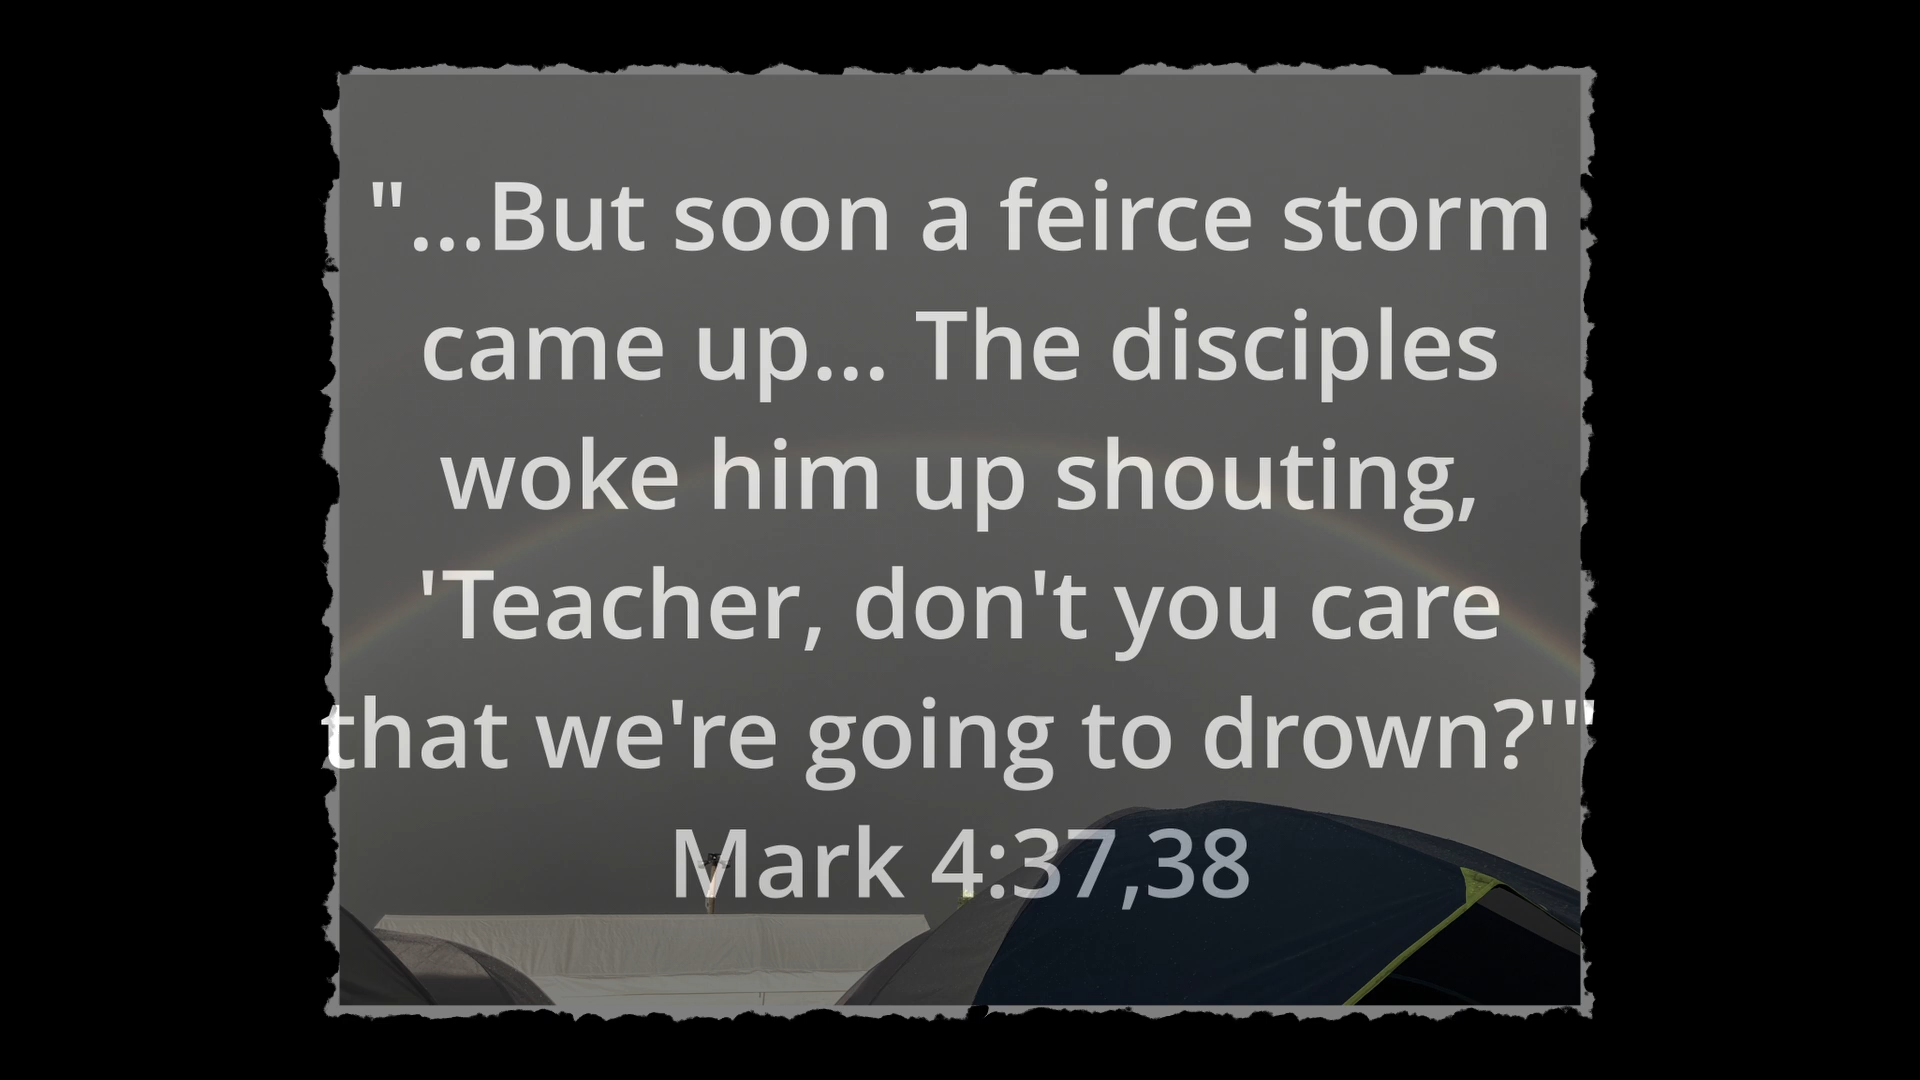 "...But soon a feirce storm
came up... The disciples
woke him up shouting,
'Teacher, don't you care
that we're going to drown?'"
Mark 4:37,38